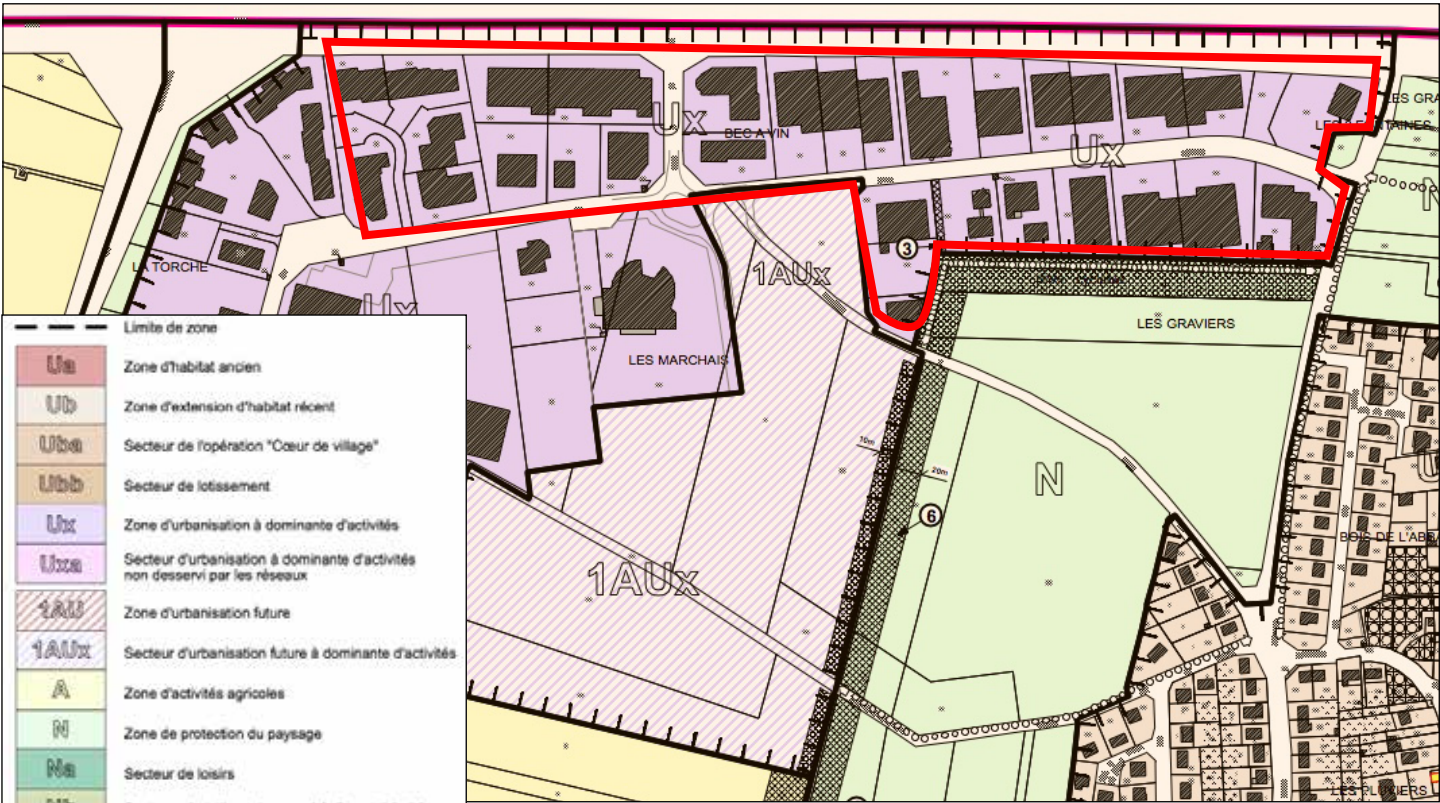 LES GRA
Ux
BEC A VIN
Ux
N
LA TORCHE
3
1AUx
Ux
LES GRAVIERS
LES MARCHAIS
10m
20m
N
6
U
BOIS DE L'ABBA
1AUx
LES PLUVIERS
Limite de zone
Ua Zone d'habitat ancien
Ub Zone d'extension d'habitat récent
Uba Secteur de l'opération "Cœur de village"
Ubb Secteur de lotissement
Ux Zone d'urbanisation à dominante d'activités
Uxa Secteur d'urbanisation à dominante d'activités
non desservi par les réseaux
1AU Zone d'urbanisation future
1AUx Secteur d'urbanisation future à dominante d'activités
A Zone d'activités agricoles
N Zone de protection du paysage
Na Secteur de loisirs